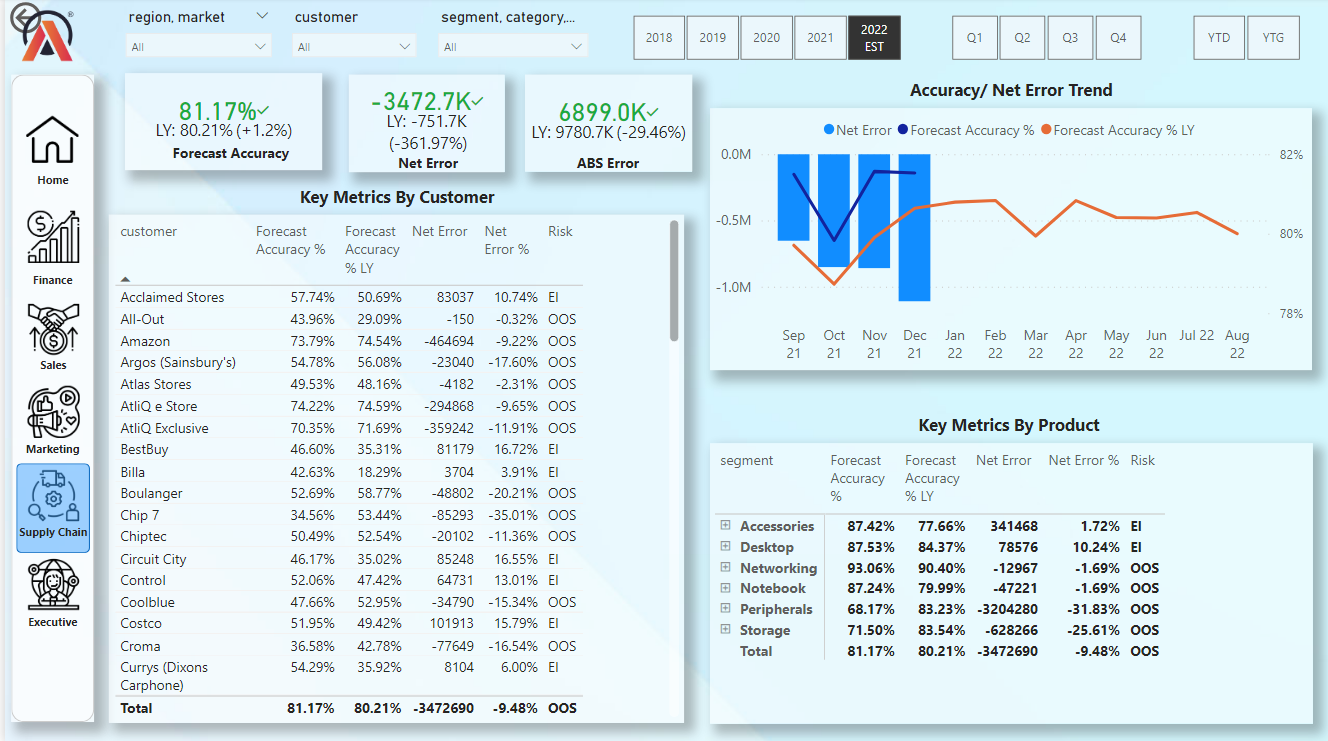 region, market
customer
segment, category,...
All
All
All
2018
2019
2020
2021
2022
EST
Q1
Q2
Q3
Q4
YTD
YTG
Home
Finance
Sales
Marketing
Supply Chain
Executive
81.17%
LY: 80.21% (+1.2%)
Forecast Accuracy
-3472.7K
LY: -751.7K
(-361.97%)
Net Error
6899.0K
LY: 9780.7K (-29.46%)
ABS Error
Key Metrics By Customer
customer Forecast Accuracy % Forecast Accuracy % LY Net Error Net Error % Risk
Acclaimed Stores 57.74% 50.69% 83037 10.74% EI
All-Out 43.96% 29.09% -150 -0.32% OOS
Amazon 73.79% 74.54% -464694 -9.22% OOS
Argos (Sainsbury's) 54.78% 56.08% -23040 -17.60% OOS
Atlas Stores 49.53% 48.16% -4182 -2.31% OOS
AtliQ e Store 74.22% 74.59% -294868 -9.65% OOS
AtliQ Exclusive 70.35% 71.69% -359242 -11.91% OOS
BestBuy 46.60% 35.31% 81179 16.72% EI
Billa 42.63% 18.29% 3704 3.91% EI
Boulanger 52.69% 58.77% -48802 -20.21% OOS
Chip 7 34.56% 53.44% -85293 -35.01% OOS
Chiptec 50.49% 52.54% -20102 -11.36% OOS
Circuit City 46.17% 35.02% 85248 16.55% EI
Control 52.06% 47.42% 64731 13.01% EI
Coolblue 47.66% 52.95% -34790 -15.34% OOS
Costco 51.95% 49.42% 101913 15.79% EI
Croma 36.58% 42.78% -77649 -16.54% OOS
Currys (Dixons Carphone) 54.29% 35.92% 8104 6.00% EI
Total 81.17% 80.21% -3472690 -9.48% OOS
Accuracy/ Net Error Trend
Net Error Forecast Accuracy % Forecast Accuracy % LY
0.0M
-0.5M
-1.0M
82%
80%
78%
Sep 21 Oct 21 Nov 21 Dec 21 Jan 22 Feb 22 Mar 22 Apr 22 May 22 Jun 22 Jul 22 Aug 22
Key Metrics By Product
segment Forecast Accuracy % Forecast Accuracy % LY Net Error Net Error % Risk
Accessories 87.42% 77.66% 341468 1.72% EI
Desktop 87.53% 84.37% 78576 10.24% EI
Networking 93.06% 90.40% -12967 -1.69% OOS
Notebook 87.24% 79.99% -47221 -1.69% OOS
Peripherals 68.17% 83.23% -3204280 -31.83% OOS
Storage 71.50% 83.54% -628266 -25.61% OOS
Total 81.17% 80.21% -3472690 -9.48% OOS